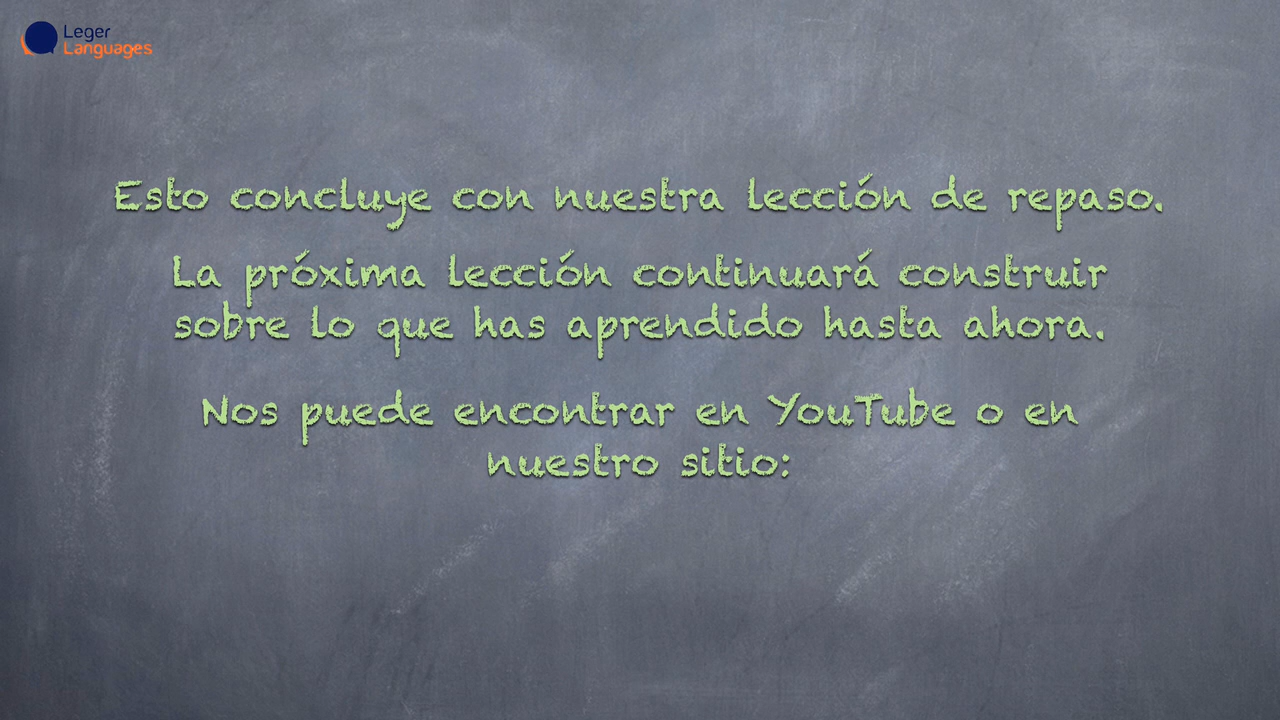 Leger
Languages
Esto concluye con nuestra lección de repaso.
La próxima lección continuará construir
sobre lo que has aprendido hasta ahora.
Nos puede encontrar en YouTube o en
nuestro sitio: